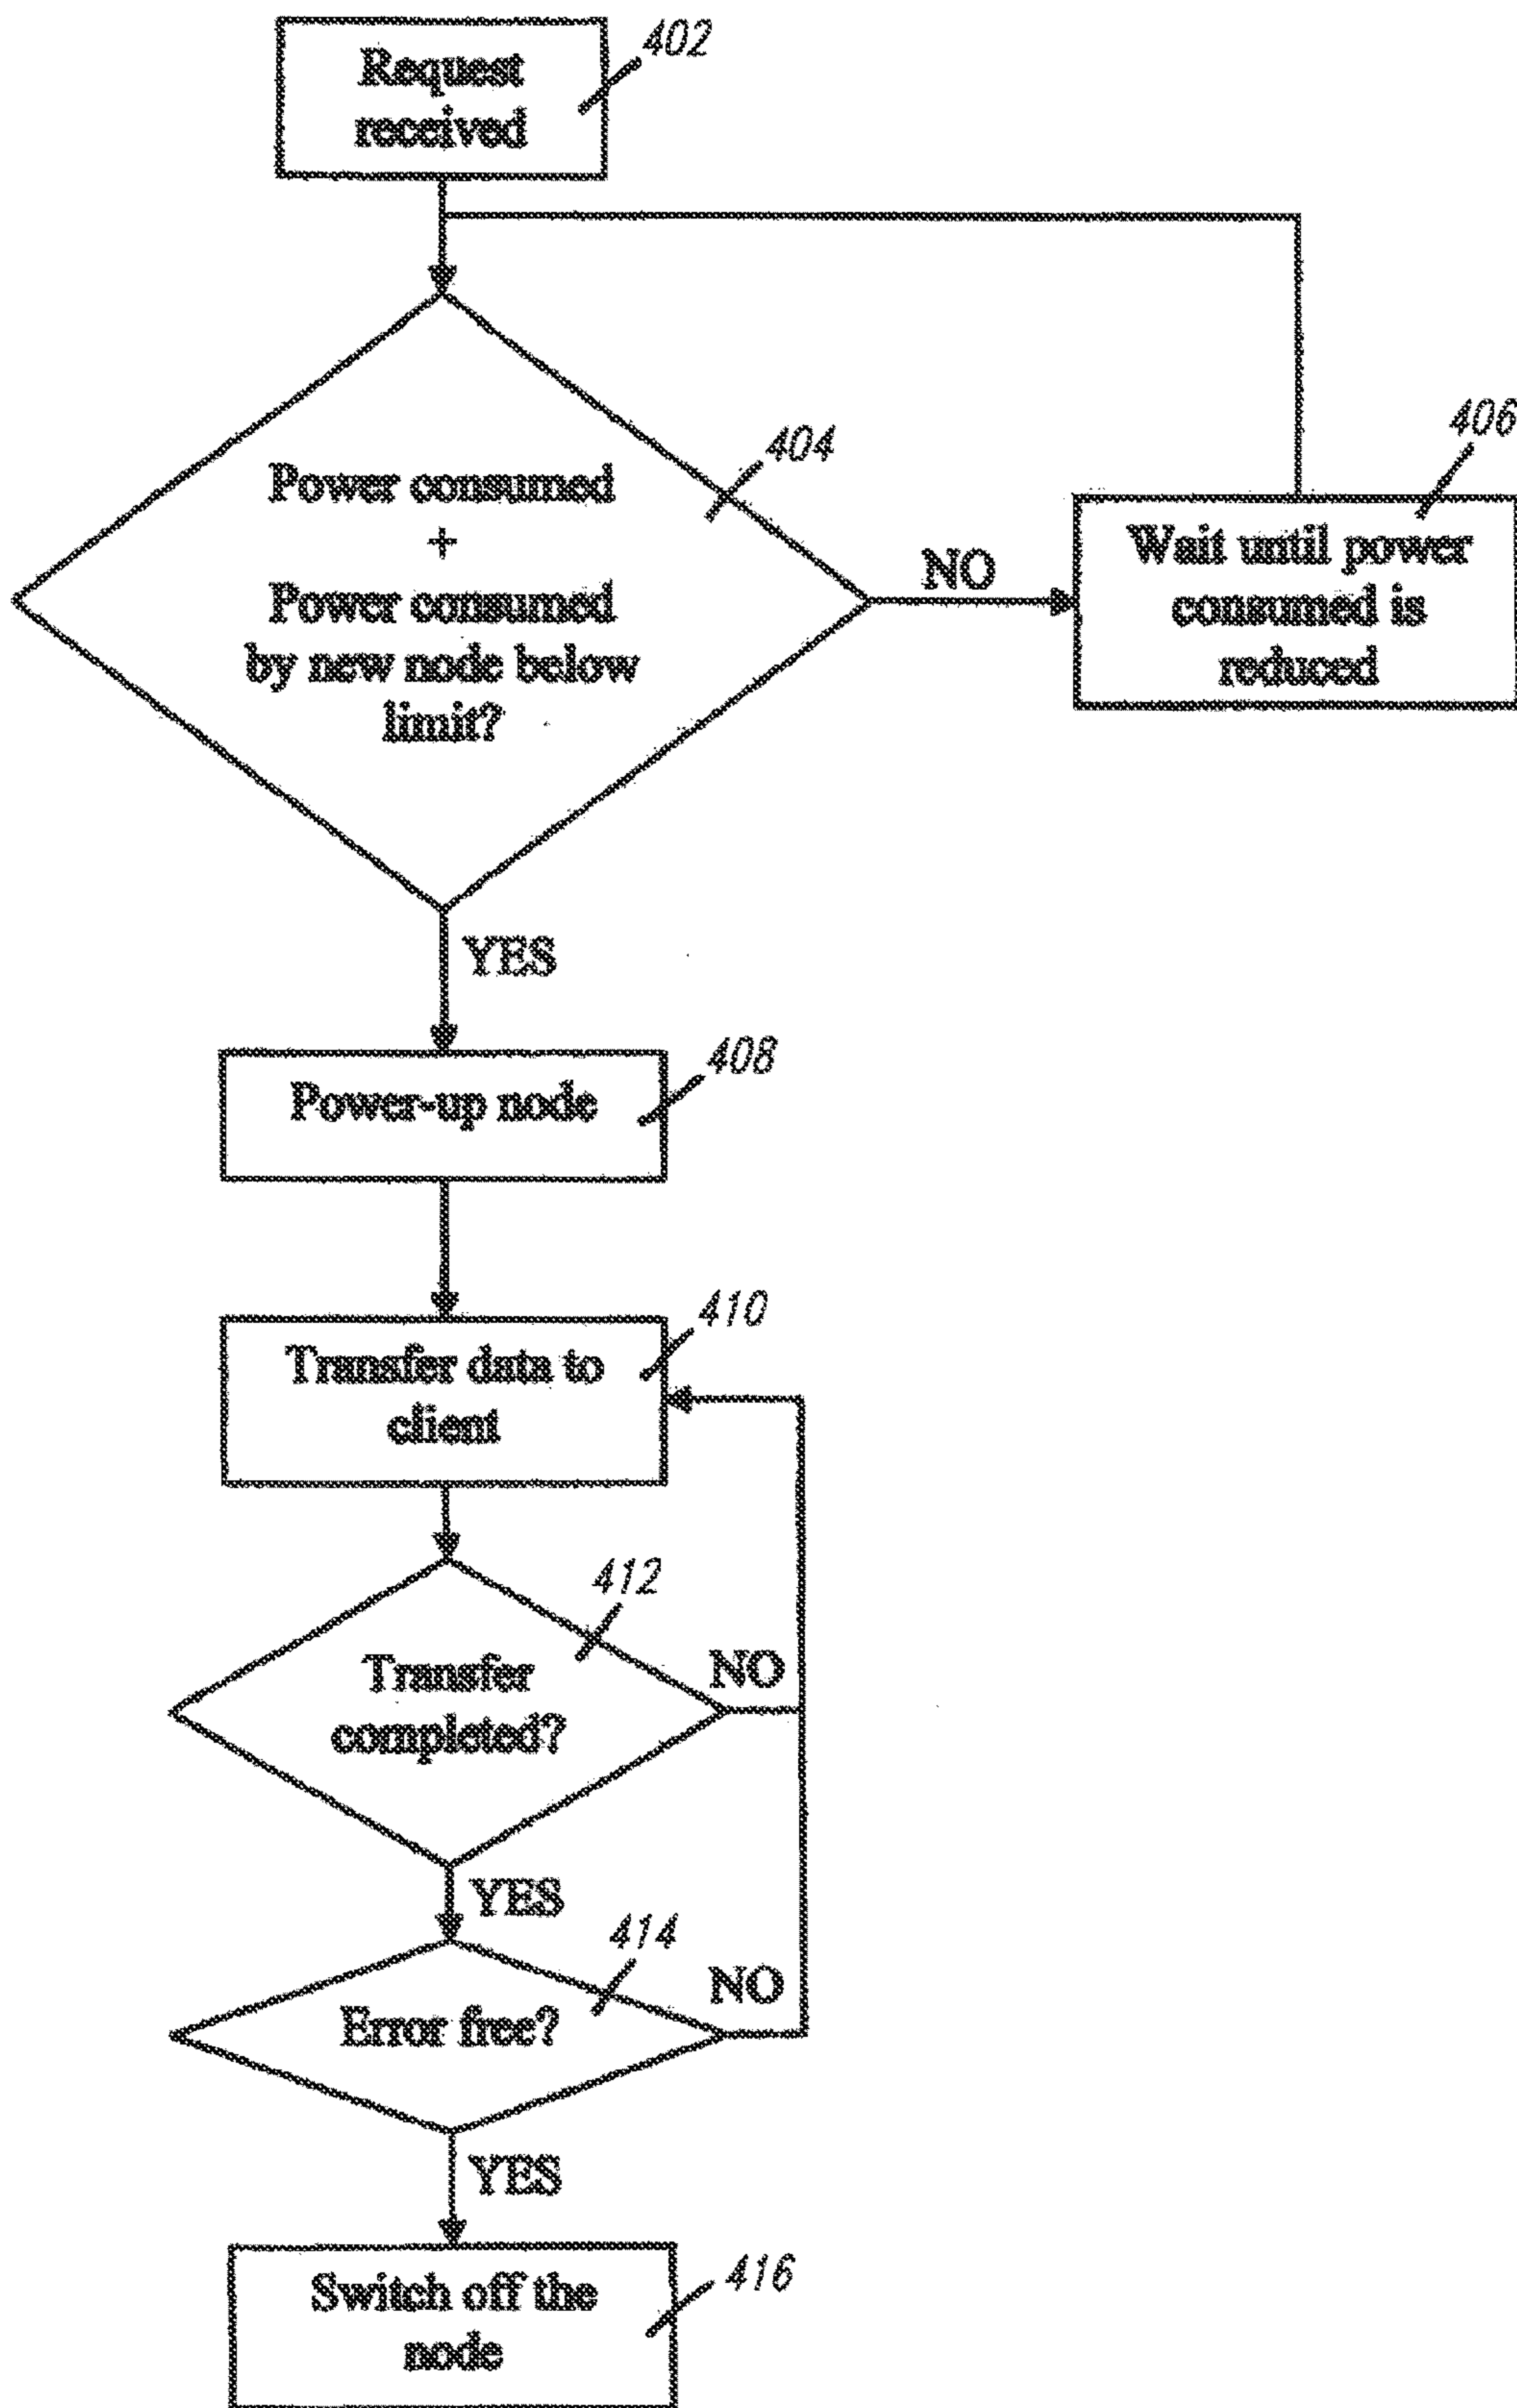 Request
received
402
Power consumed
+
Power consumed
by new node below
limit?
404
NO
Wait until power
consumed is
reduced
406
YES
Power-up node
408
Transfer data to
client
410
Transfer
completed?
412
NO
YES
Error free?
414
NO
YES
Switch off the
node
416